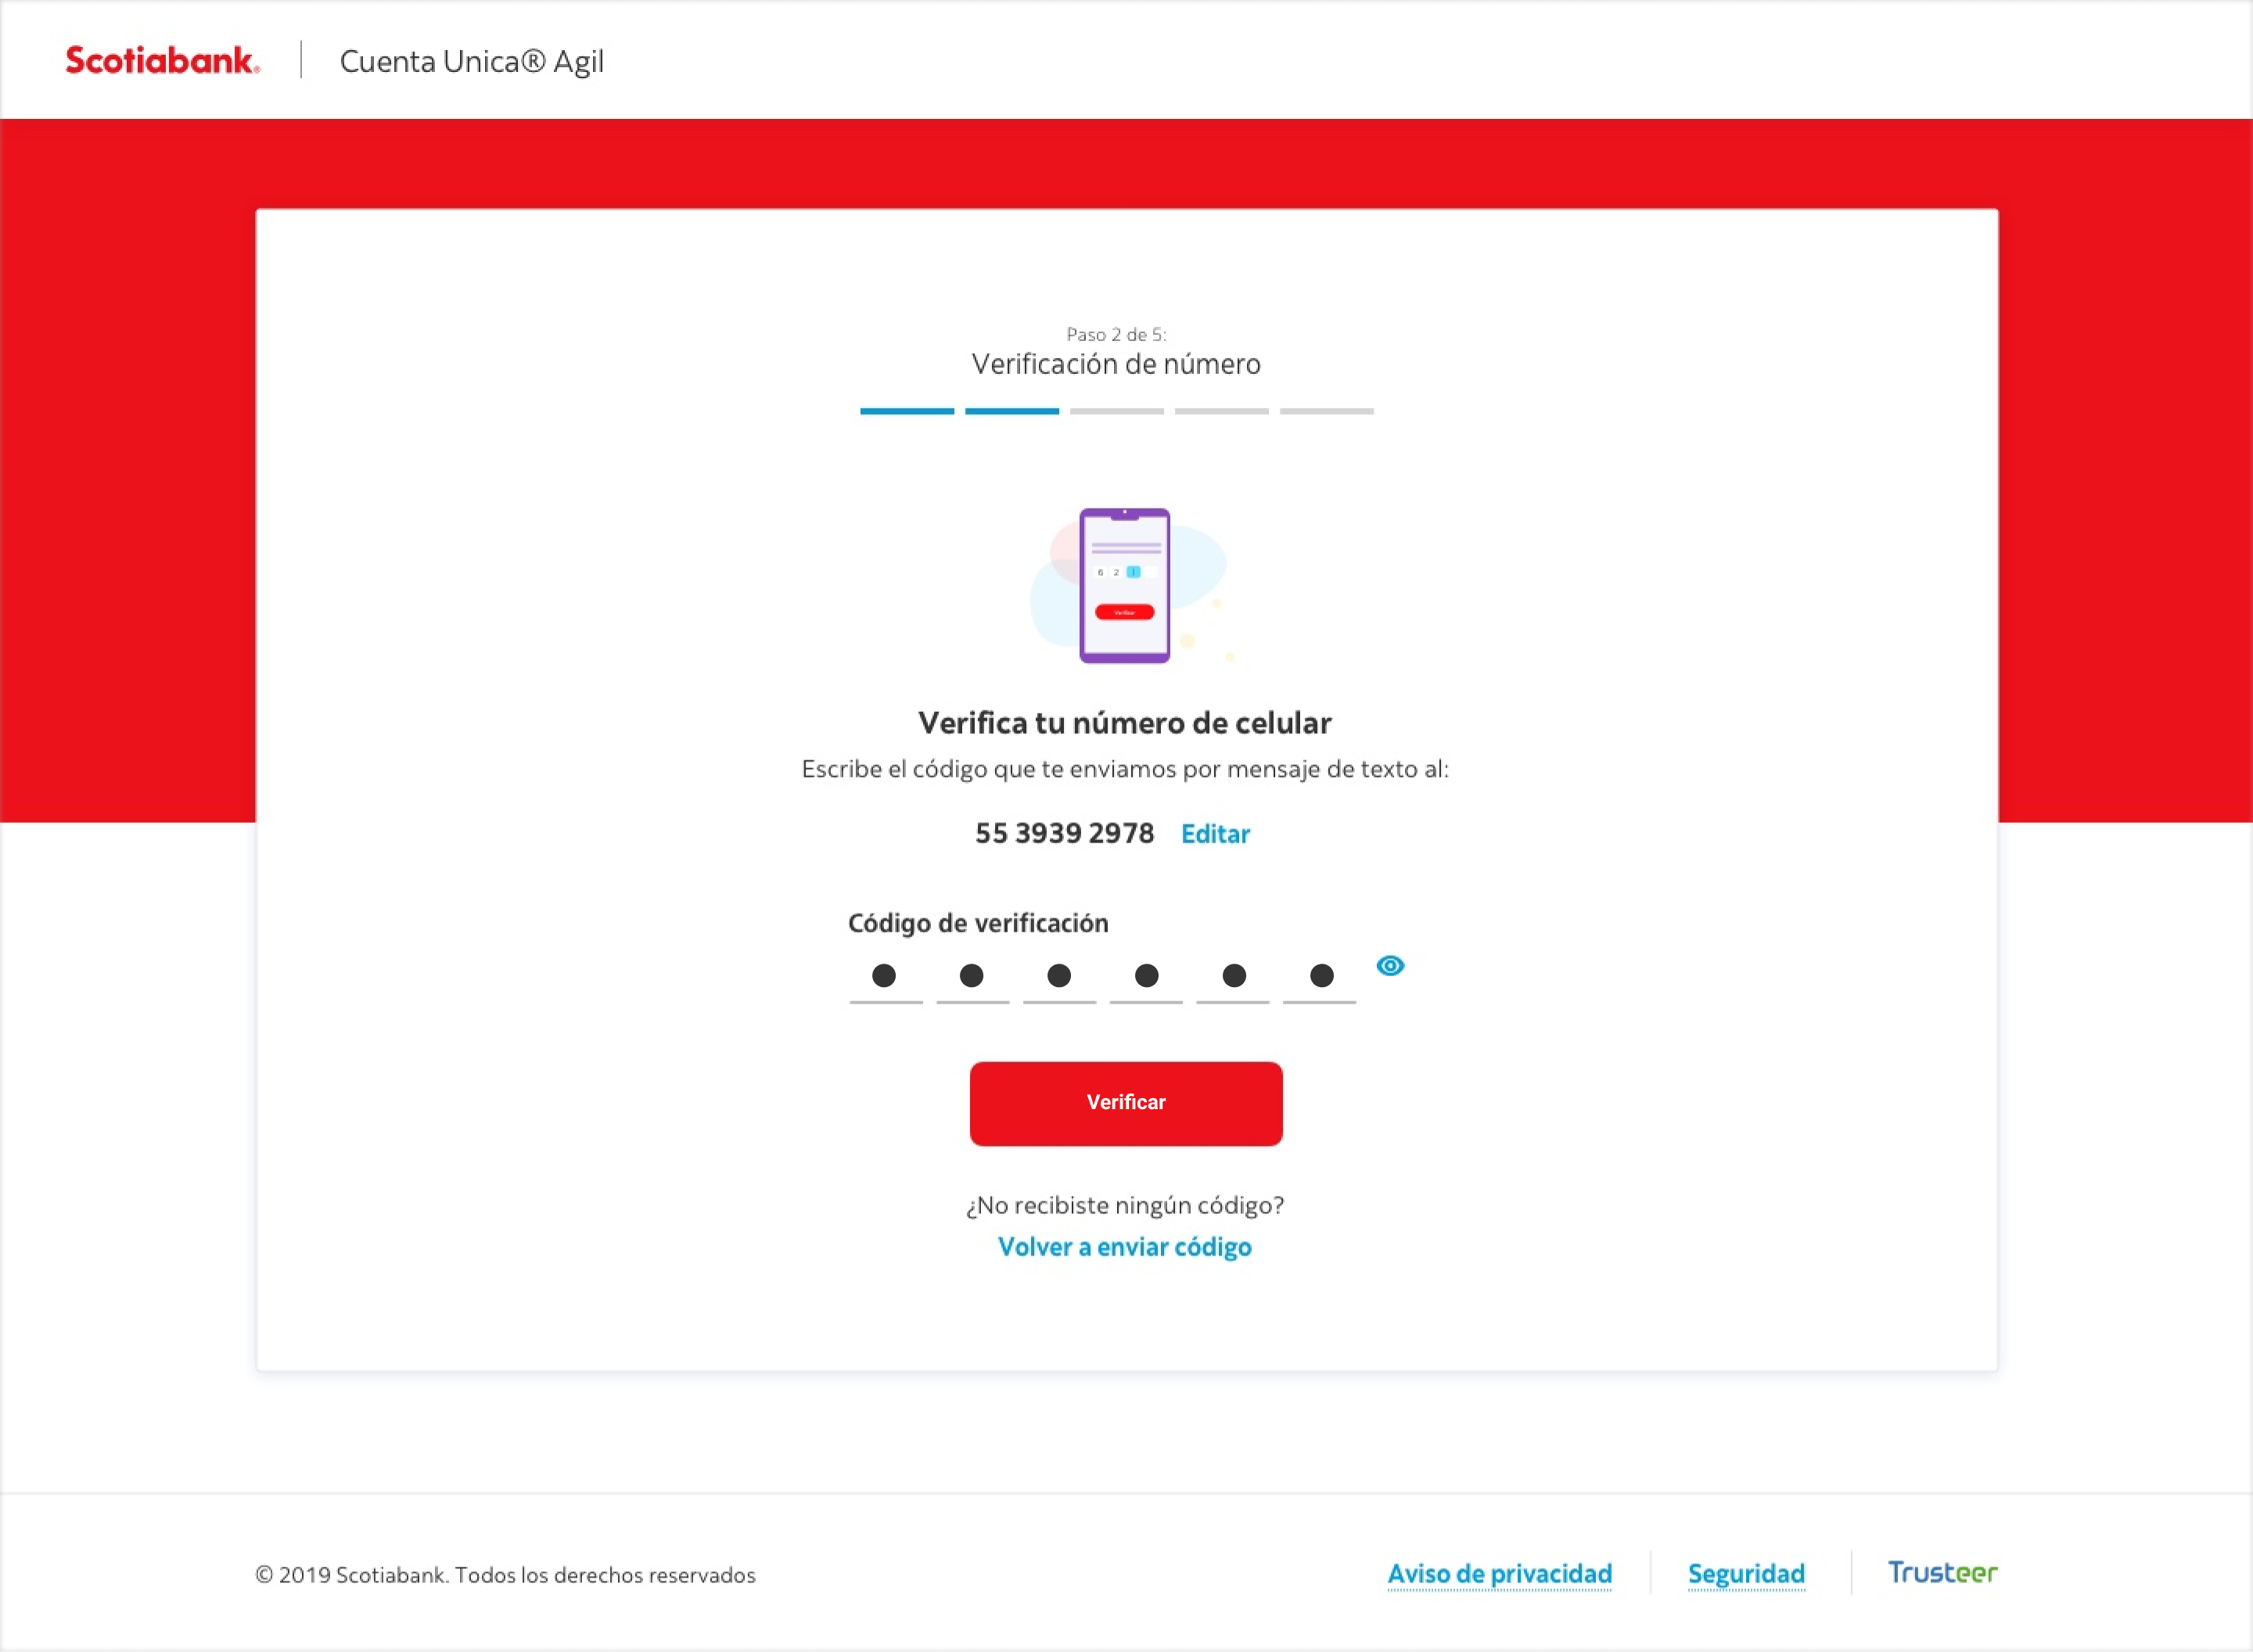 Scotiabank®
Cuenta Unica® Agil
Paso 2 de 5:
Verificación de número
6 2
Verificar
Verifica tu número de celular
Escribe el código que te enviamos por mensaje de texto al:
55 3939 2978 Editar
Código de verificación
Verificar
¿No recibiste ningún código?
Volver a enviar código
© 2019 Scotiabank. Todos los derechos reservados
Aviso de privacidad
Seguridad
Trusteer